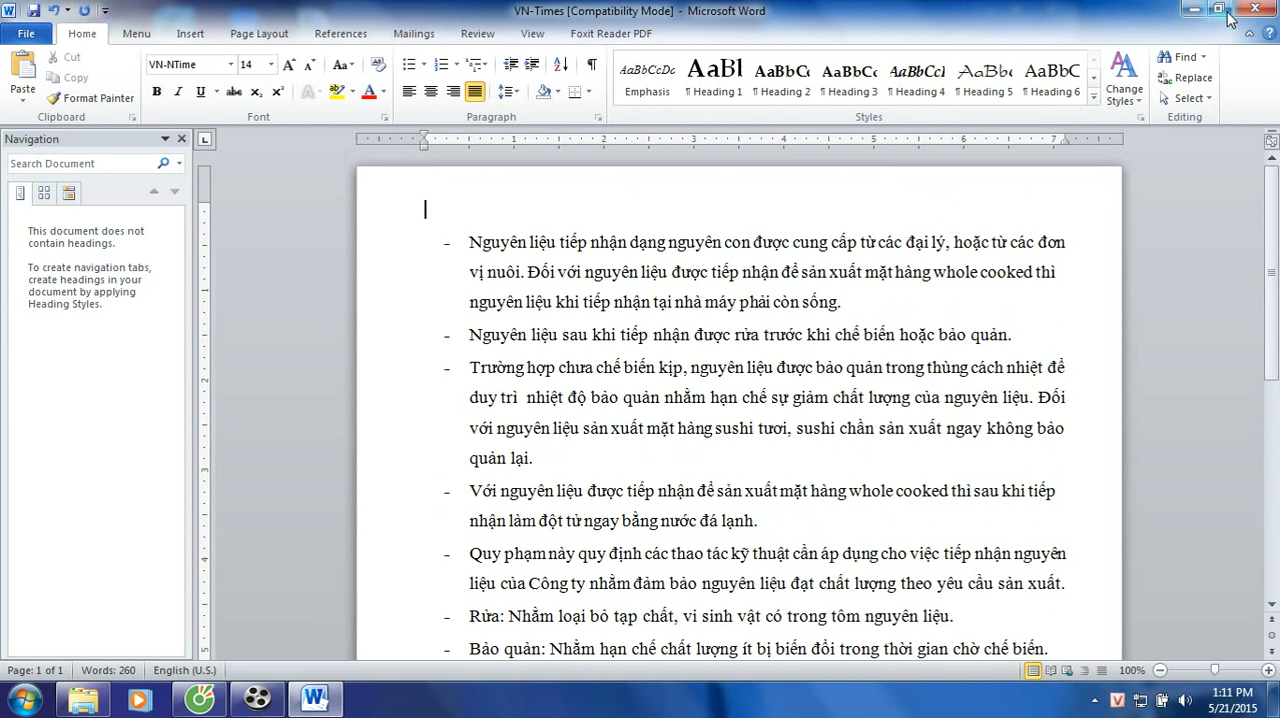 VN-Times [Compatibility Mode] - Microsoft Word
File Home Menu Insert Page Layout References Mailings Review View Foxit Reader PDF
Paste
Cut
Copy
Format Painter
Clipboard
VN-NTime 14
Font
Paragraph
AaBbCcDc AaBl AaBbCc AaBbCc AaBbCcI AaBbCc AaBbC
Emphasis ¶ Heading 1 ¶ Heading 2 ¶ Heading 3 ¶ Heading 4 ¶ Heading 5 ¶ Heading 6
Change Styles
Styles
Find
Replace
Select
Editing
Navigation
Search Document
This document does not
contain headings.
To create navigation tabs,
create headings in your
document by applying
Heading Styles.
1 2 3 4 5 6 7
- Nguyên liệu tiếp nhận dạng nguyên con được cung cấp từ các đại lý, hoặc từ các đơn
vị nuôi. Đối với nguyên liệu được tiếp nhận để sản xuất mặt hàng whole cooked thì
nguyên liệu khi tiếp nhận tại nhà máy phải còn sống.
- Nguyên liệu sau khi tiếp nhận được rửa trước khi chế biến hoặc bảo quản.
- Trường hợp chưa chế biến kịp, nguyên liệu được bảo quản trong thùng cách nhiệt để
duy trì nhiệt độ bảo quản nhằm hạn chế sự giảm chất lượng của nguyên liệu. Đối
với nguyên liệu sản xuất mặt hàng sushi tươi, sushi chần sản xuất ngay không bảo
quản lại.
- Với nguyên liệu được tiếp nhận để sản xuất mặt hàng whole cooked thì sau khi tiếp
nhận làm đột tử ngay bằng nước đá lạnh.
- Quy phạm này quy định các thao tác kỹ thuật cần áp dụng cho việc tiếp nhận nguyên
liệu của Công ty nhằm đảm bảo nguyên liệu đạt chất lượng theo yêu cầu sản xuất.
- Rửa: Nhằm loại bỏ tạp chất, vi sinh vật có trong tôm nguyên liệu.
- Bảo quản: Nhằm hạn chế chất lượng ít bị biến đổi trong thời gian chờ chế biến.
Page: 1 of 1 Words: 260 English (U.S.) 100%
1:11 PM
5/21/2015